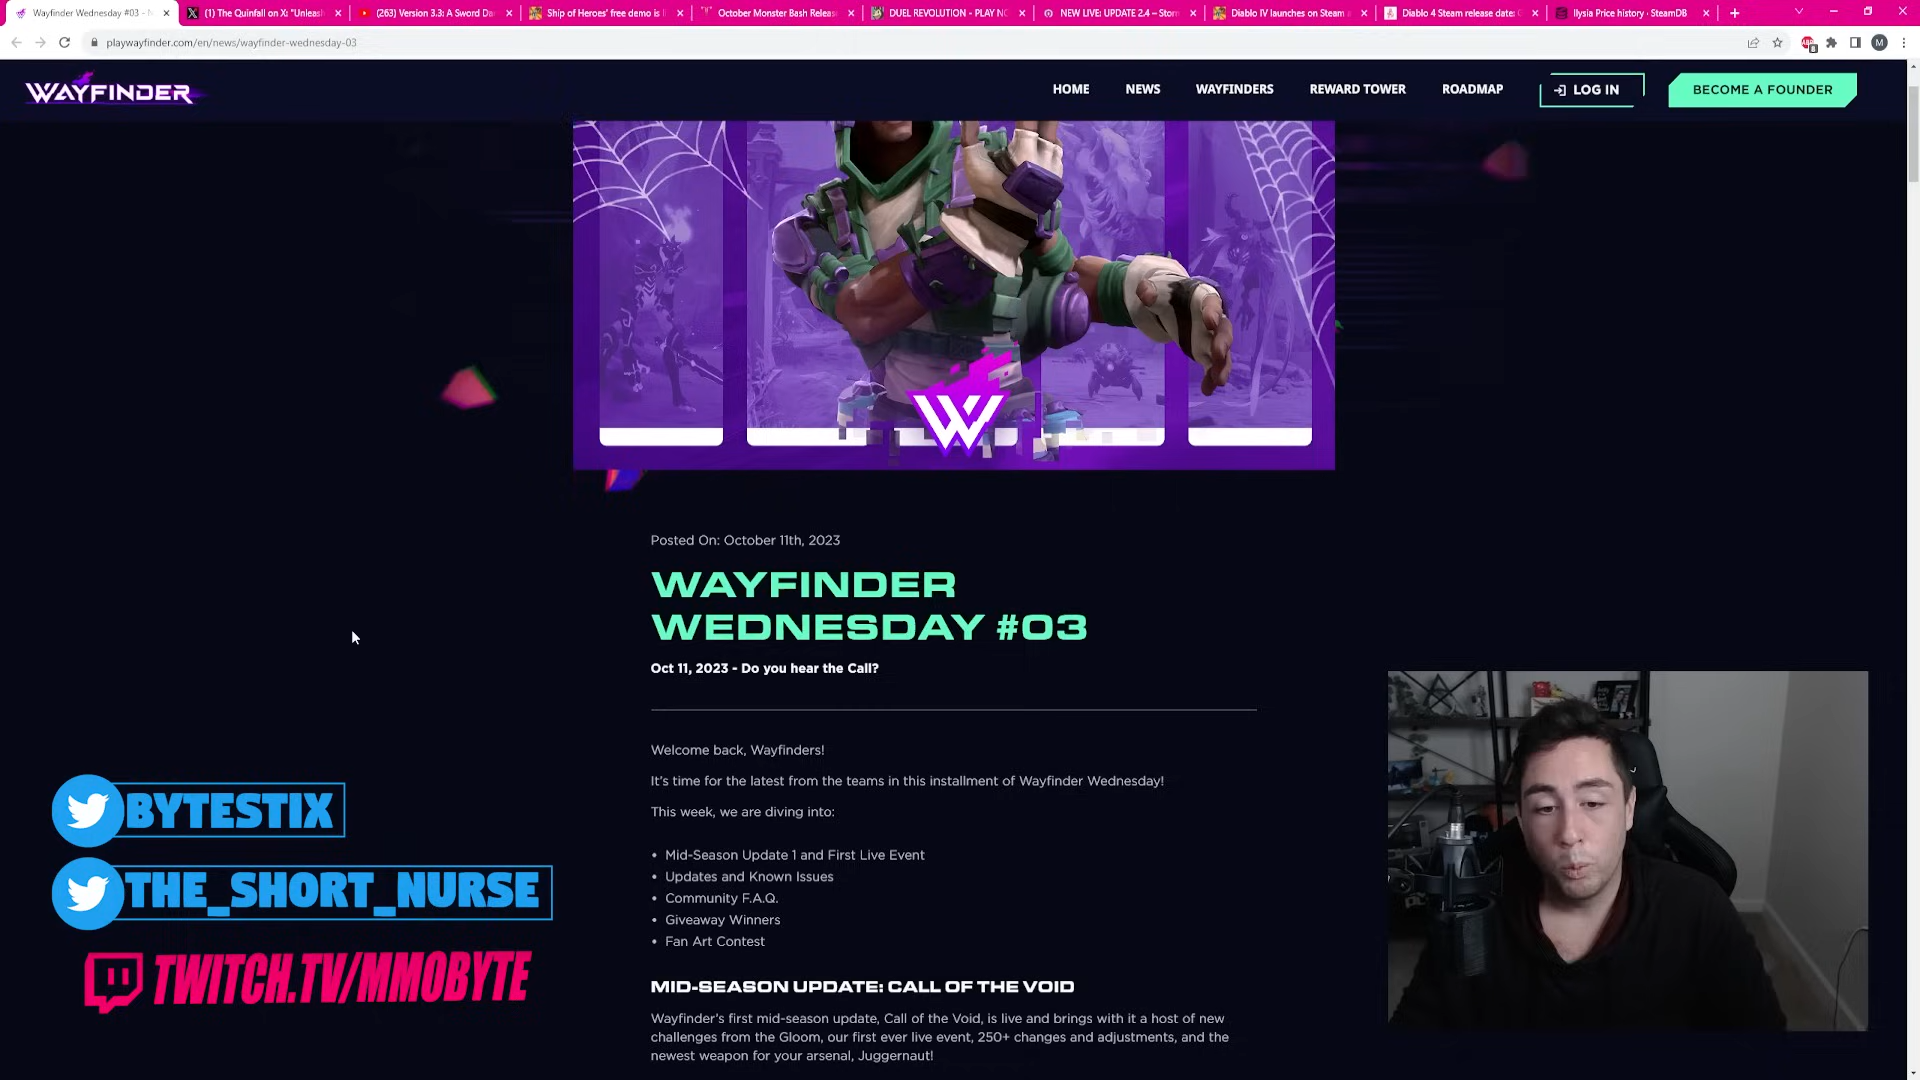 Wayfinder Wednesday #03 - N
(1) The Quinfall on X: "Unleash
(263) Version 3.3: A Sword Da
Ship of Heroes' free demo is l
October Monster Bash Releas
DUEL REVOLUTION - PLAY N
NEW LIVE: UPDATE 2.4 – Stor
Diablo IV launches on Steam a
Diablo 4 Steam release date:
Ilysia Price history · SteamDB
playwayfinder.com/en/news/wayfinder-wednesday-03
M
WAYFINDER
HOME
NEWS
WAYFINDERS
REWARD TOWER
ROADMAP
LOG IN
BECOME A FOUNDER
W
Posted On: October 11th, 2023
WAYFINDER
WEDNESDAY #03
Oct 11, 2023 - Do you hear the Call?
Welcome back, Wayfinders!
It's time for the latest from the teams in this installment of Wayfinder Wednesday!
This week, we are diving into:
• Mid-Season Update 1 and First Live Event
• Updates and Known Issues
• Community F.A.Q.
• Giveaway Winners
• Fan Art Contest
MID-SEASON UPDATE: CALL OF THE VOID
Wayfinder's first mid-season update, Call of the Void, is live and brings with it a host of new
challenges from the Gloom, our first ever live event, 250+ changes and adjustments, and the
newest weapon for your arsenal, Juggernaut!
BYTESTIX
THE_SHORT_NURSE
TWITCH.TV/MMOBYTE